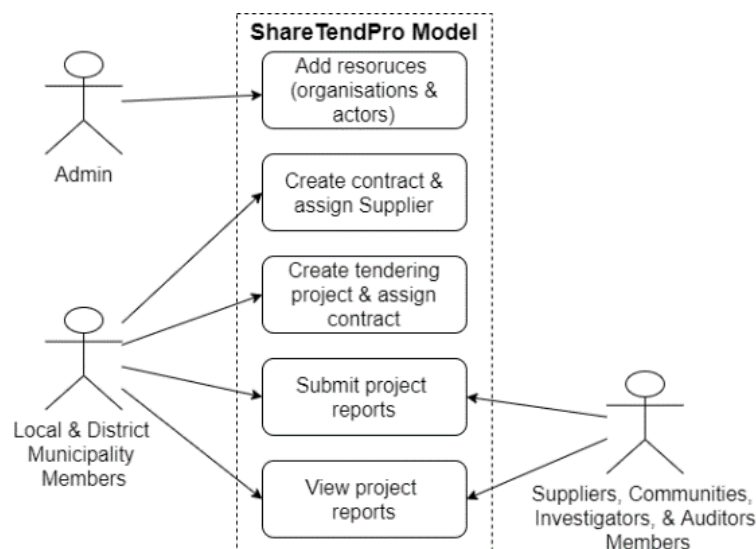 ShareTendPro Model
Add resoruces
(organisations &
actors)
Admin
Create contract &
assign Supplier
Create tendering
project & assign
contract
Local & District
Municipality
Members
Submit project
reports
View project
reports
Suppliers, Communities,
Investigators, & Auditors
Members